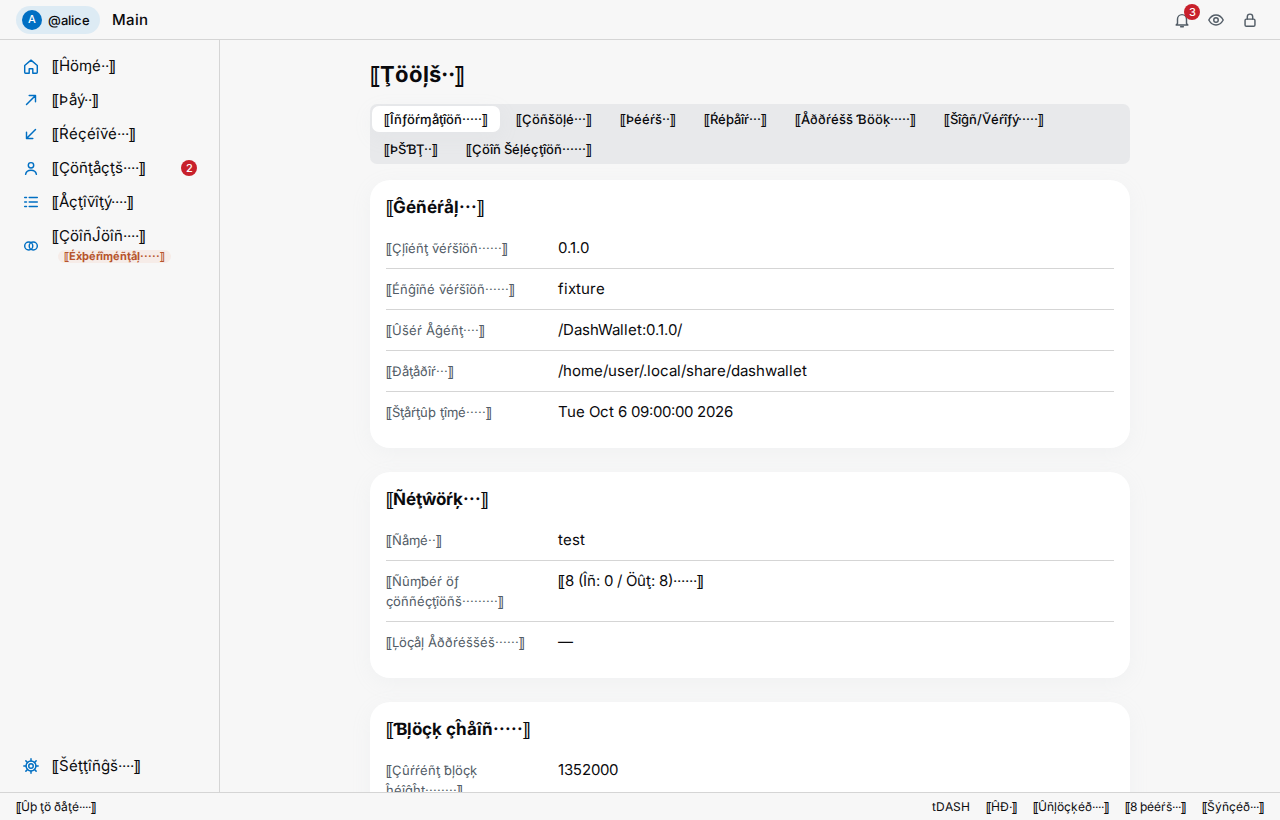 A @alice Main 3
⟦Ĥöɱé··⟧
⟦Þåý··⟧
⟦Ŕéçéîṽé···⟧
⟦Çöñţåçţš····⟧ 2
⟦Åçţîṽîţý····⟧
⟦ÇöîñĴöîñ····⟧
⟦Éẋþéŕîɱéñţåļ·····⟧
⟦Šéţţîñĝš····⟧
⟦Ţööļš··⟧
⟦Îñƒöŕɱåţîöñ·····⟧ ⟦Çöñšöļé···⟧ ⟦Þééŕš··⟧ ⟦Ŕéþåîŕ···⟧ ⟦Åððŕéšš Ɓööķ·····⟧ ⟦Šîĝñ/Ṽéŕîƒý·····⟧
⟦ÞŠƁŢ··⟧ ⟦Çöîñ Šéļéçţîöñ······⟧
⟦Ĝéñéŕåļ···⟧
⟦Çļîéñţ ṽéŕšîöñ······⟧ 0.1.0
⟦Éñĝîñé ṽéŕšîöñ······⟧ fixture
⟦Ûšéŕ Åĝéñţ····⟧ /DashWallet:0.1.0/
⟦Ðåţåðîŕ···⟧ /home/user/.local/share/dashwallet
⟦Šţåŕţûþ ţîɱé·····⟧ Tue Oct 6 09:00:00 2026
⟦Ñéţŵöŕķ···⟧
⟦Ñåɱé··⟧ test
⟦Ñûɱƀéŕ öƒ
çöññéçţîöñš·········⟧ ⟦8 (Îñ: 0 / Öûţ: 8)······⟧
⟦Ļöçåļ Åððŕéššéš······⟧ —
⟦Ɓļöçķ çĥåîñ·····⟧
⟦Çûŕŕéñţ ƀļöçķ 1352000
ĥéîĝĥţ········⟧
⟦Ûþ ţö ðåţé····⟧ tDASH ⟦ĤÐ·⟧ ⟦Ûñļöçķéð····⟧ ⟦8 þééŕš···⟧ ⟦Šýñçéð···⟧